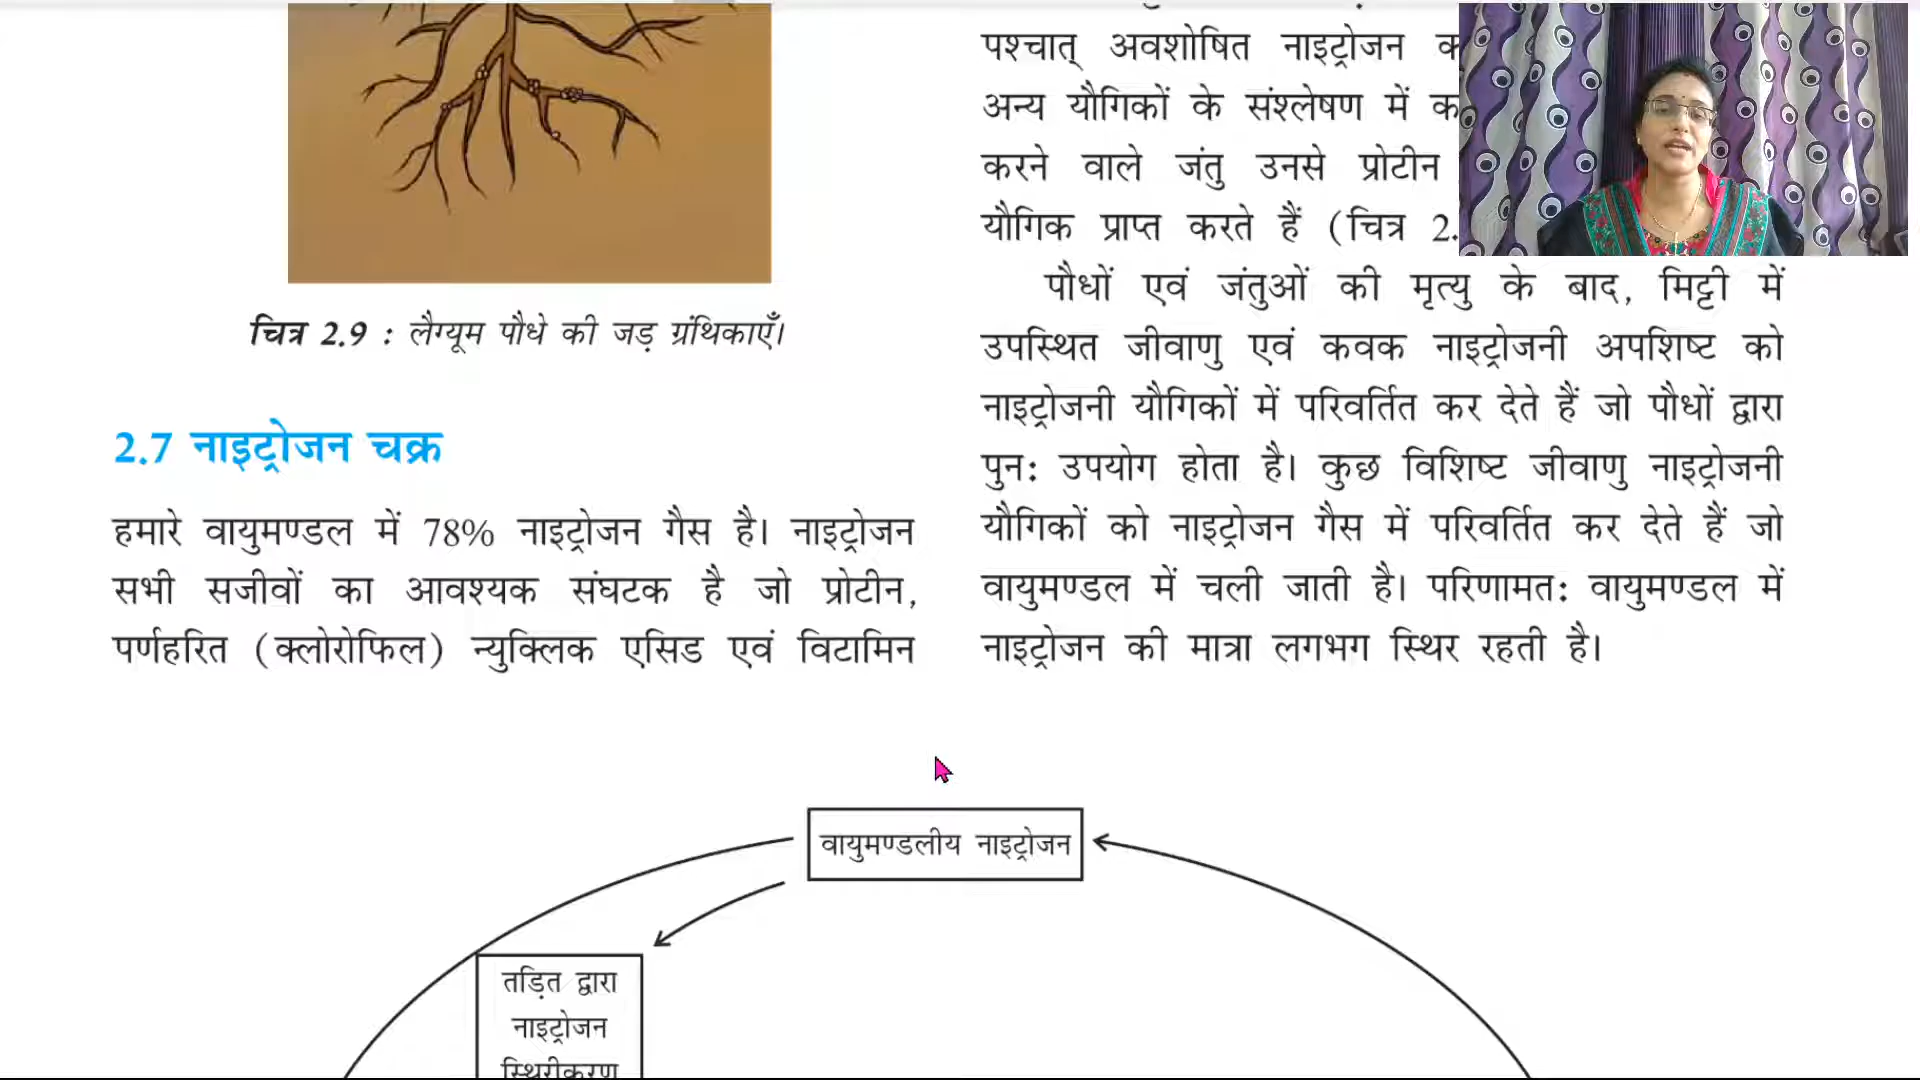 चित्र 2.9 : लैग्यूम पौधे की जड़ ग्रंथिकाएँ।
2.7 नाइट्रोजन चक्र
हमारे वायुमण्डल में 78% नाइट्रोजन गैस है। नाइट्रोजन
सभी सजीवों का आवश्यक संघटक है जो प्रोटीन,
पर्णहरित (क्लोरोफिल) न्युक्लिक एसिड एवं विटामिन
पश्चात् अवशोषित नाइट्रोजन
अन्य यौगिकों के संश्लेषण में
करने वाले जंतु उनसे प्रोटीन
यौगिक प्राप्त करते हैं (चित्र 2.
पौधों एवं जंतुओं की मृत्यु के बाद, मिट्टी में
उपस्थित जीवाणु एवं कवक नाइट्रोजनी अपशिष्ट को
नाइट्रोजनी यौगिकों में परिवर्तित कर देते हैं जो पौधों द्वारा
पुन: उपयोग होता है। कुछ विशिष्ट जीवाणु नाइट्रोजनी
यौगिकों को नाइट्रोजन गैस में परिवर्तित कर देते हैं जो
वायुमण्डल में चली जाती है। परिणामत: वायुमण्डल में
नाइट्रोजन की मात्रा लगभग स्थिर रहती है।
वायुमण्डलीय नाइट्रोजन
तड़ित द्वारा
नाइट्रोजन
स्थिरीकरण